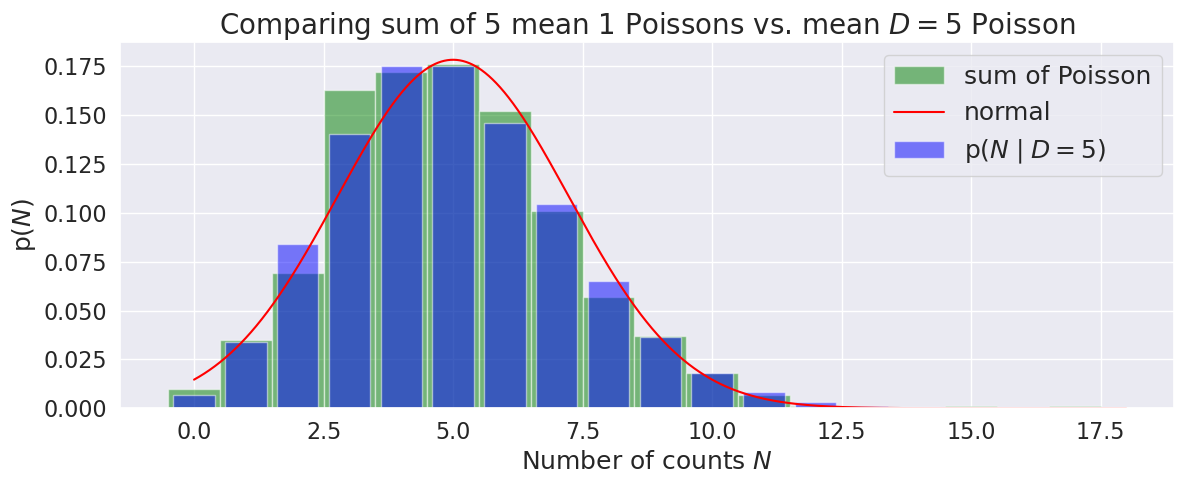 Comparing sum of 5 mean 1 Poissons vs. mean D = 5 Poisson
0.175
0.150
0.125
0.100
0.075
0.050
0.025
0.000
p(N)
sum of Poisson
normal
p(N | D = 5)
0.0 2.5 5.0 7.5 10.0 12.5 15.0 17.5
Number of counts N